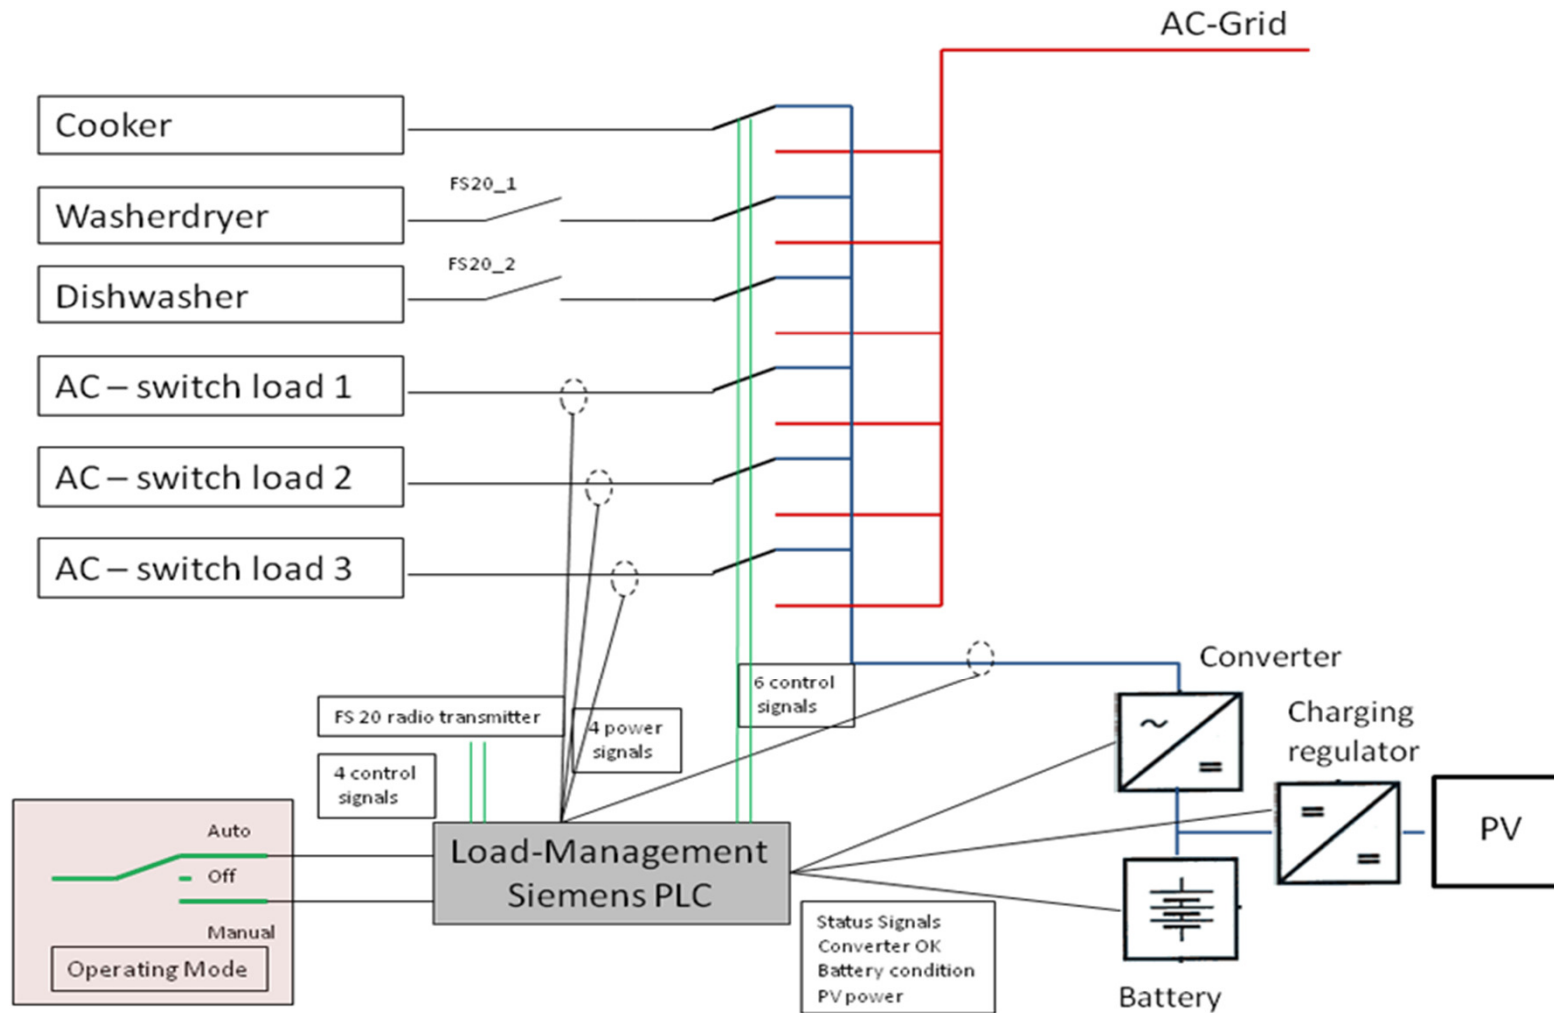 AC-Grid
Cooker
FS20_1
Washerdryer
FS20_2
Dishwasher
AC – switch load 1
AC – switch load 2
AC – switch load 3
Converter
6 control
signals
Charging
regulator
FS 20 radio transmitter
4 power
signals
4 control
signals
~
=
=
=
PV
Auto
Off
Manual
Operating Mode
Load-Management
Siemens PLC
Status Signals
Converter OK
Battery condition
PV power
Battery